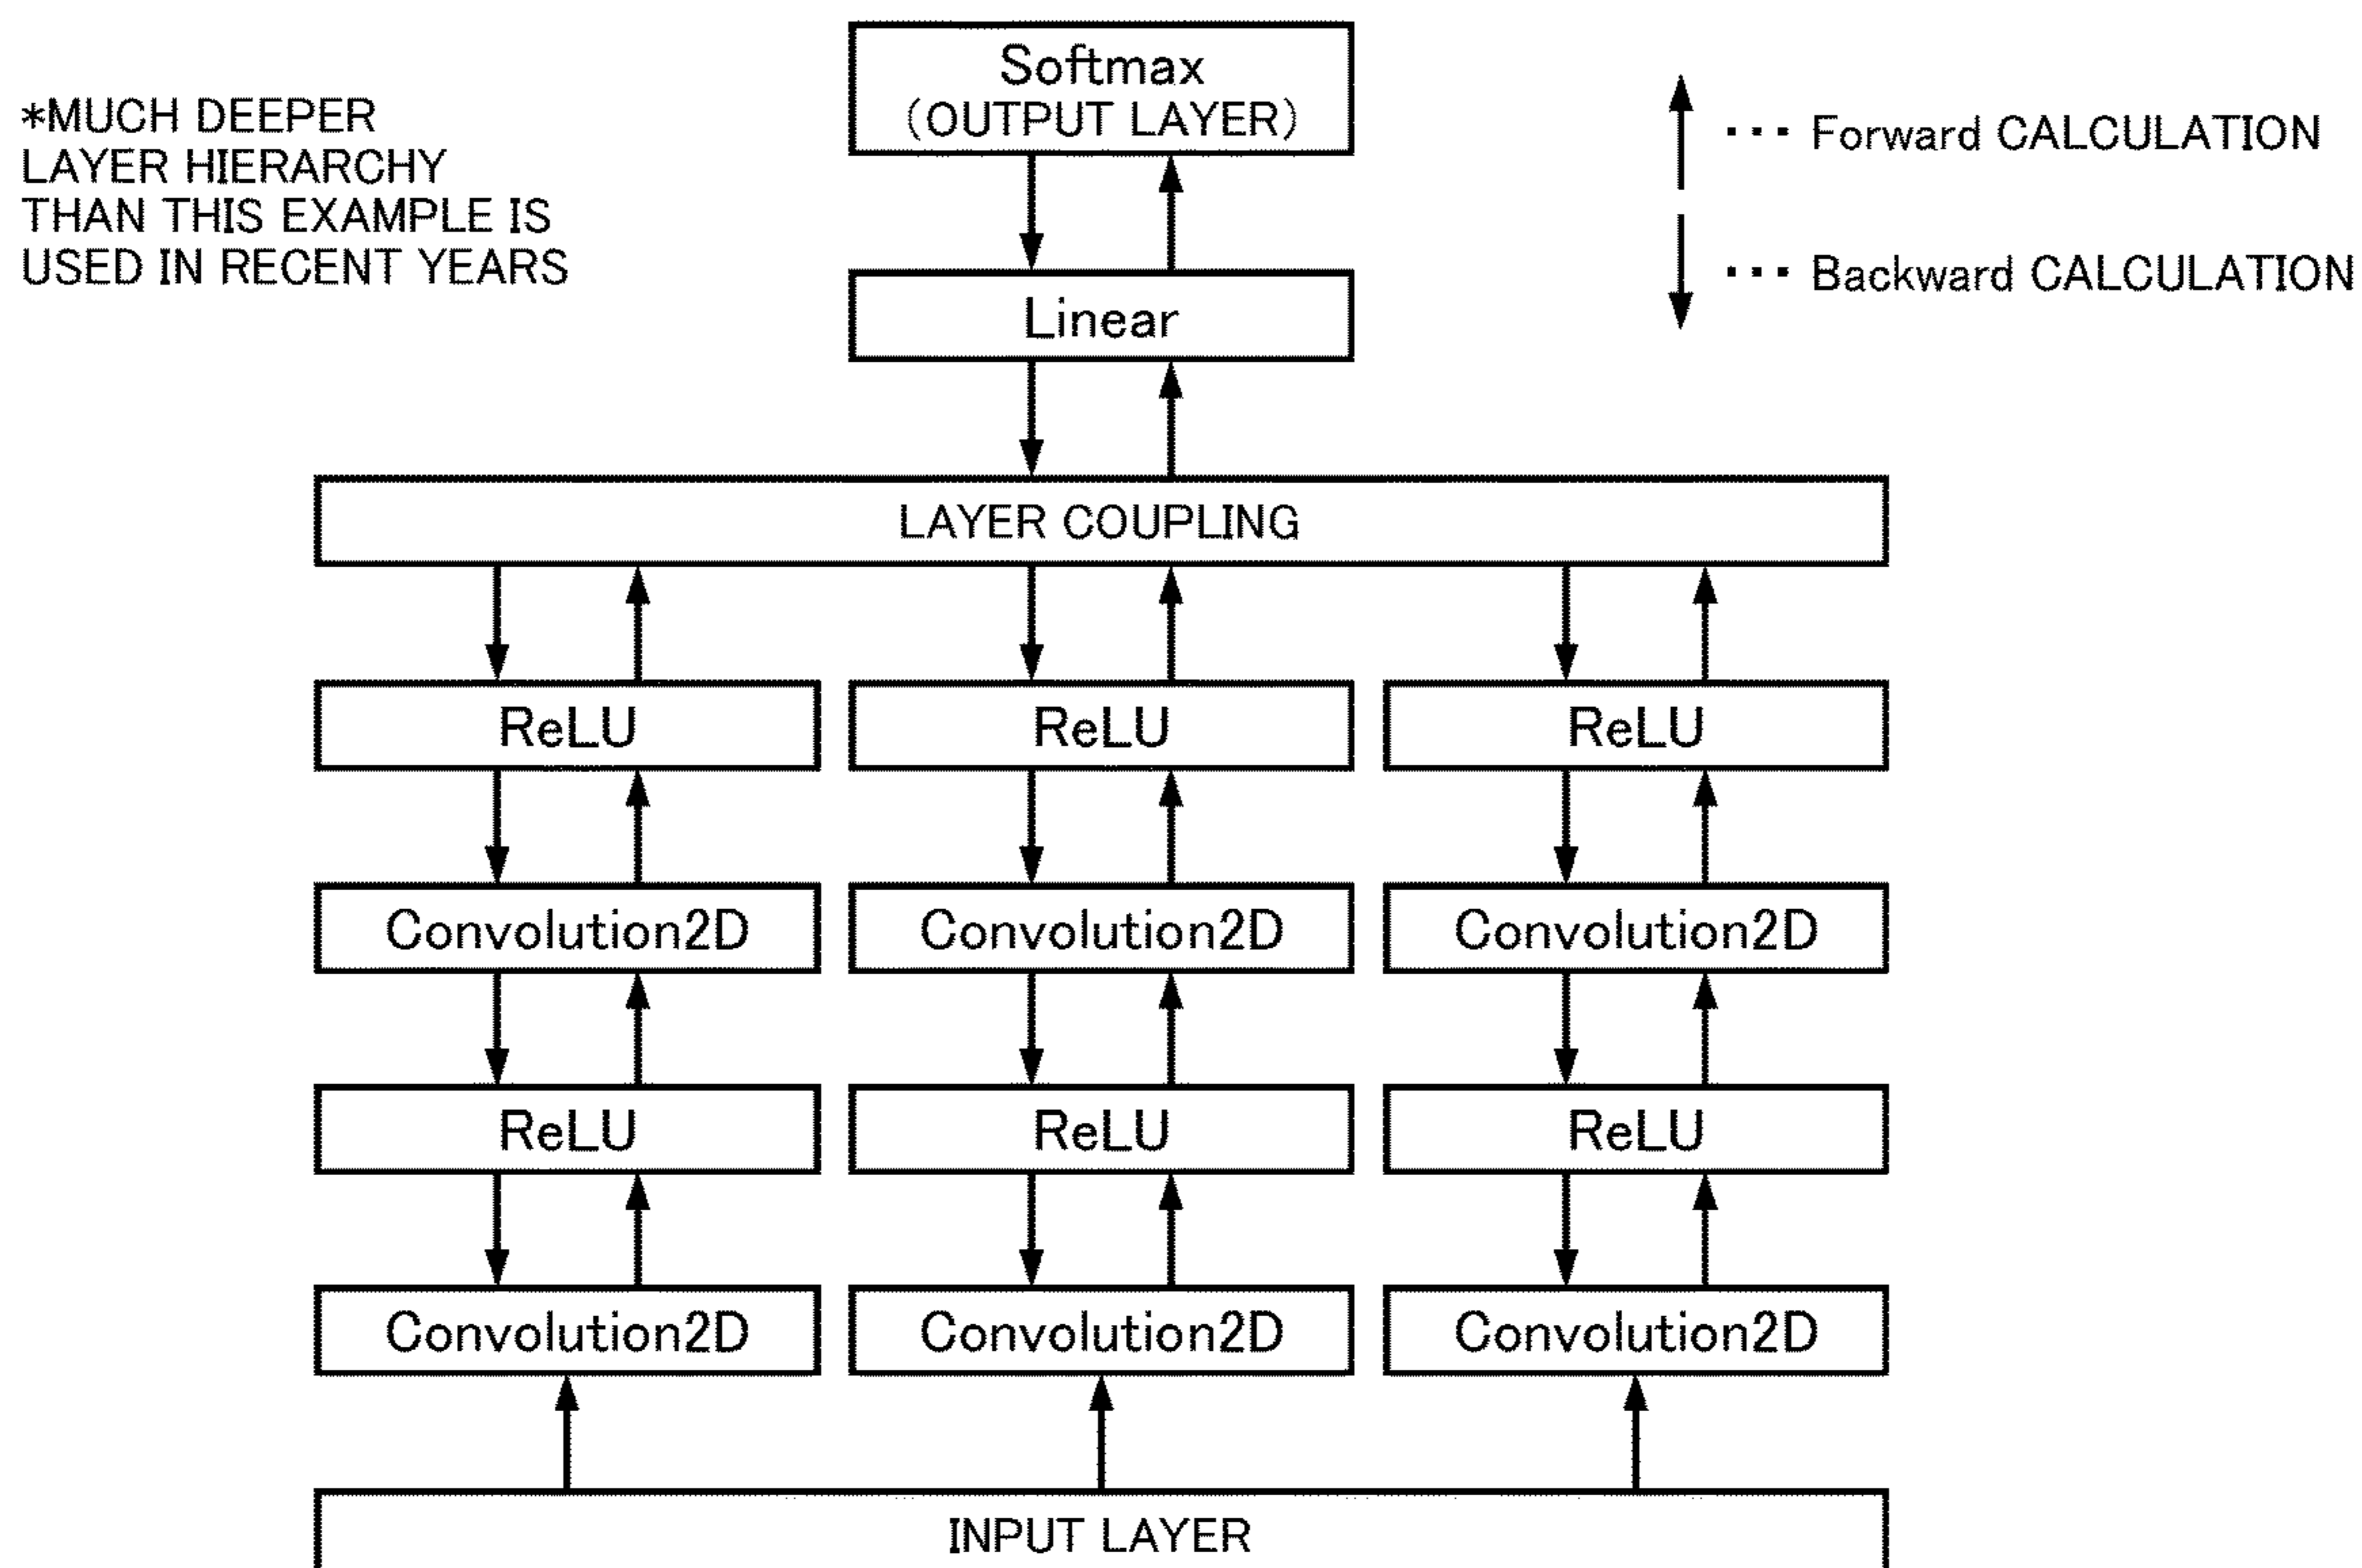 *MUCH DEEPER
LAYER HIERARCHY
THAN THIS EXAMPLE IS
USED IN RECENT YEARS
Softmax
(OUTPUT LAYER)
··· Forward CALCULATION
··· Backward CALCULATION
Linear
LAYER COUPLING
ReLU
ReLU
ReLU
Convolution2D
Convolution2D
Convolution2D
ReLU
ReLU
ReLU
Convolution2D
Convolution2D
Convolution2D
INPUT LAYER